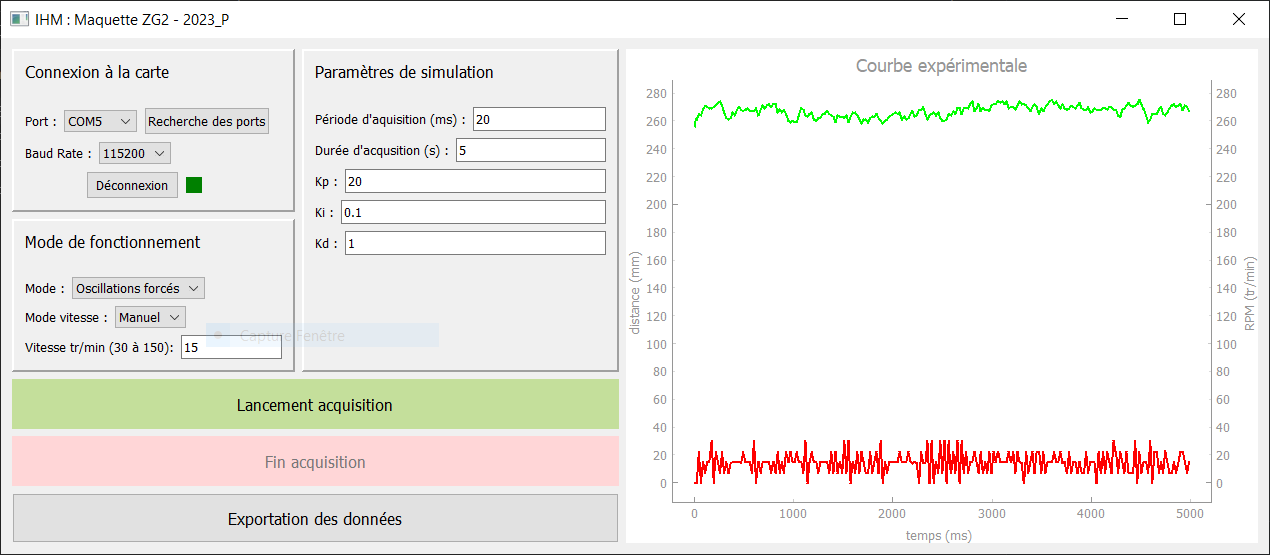 IHM : Maquette ZG2 - 2023_P
Connexion à la carte
Port : COM5 Recherche des ports
Baud Rate : 115200
Déconnexion
Mode de fonctionnement
Mode : Oscillations forcés
Mode vitesse : Manuel
Capture Fenêtre
Vitesse tr/min (30 à 150): 15
Paramètres de simulation
Période d'aquisition (ms) : 20
Durée d'acqusition (s) : 5
Kp : 20
Ki : 0.1
Kd : 1
Lancement acquisition
Fin acquisition
Exportation des données
Courbe expérimentale
280
260
240
220
200
180
160
140
120
100
80
60
40
20
0
distance (mm)
280
260
240
220
200
180
160
140
120
100
80
60
40
20
0
RPM (tr/min)
0 1000 2000 3000 4000 5000
temps (ms)